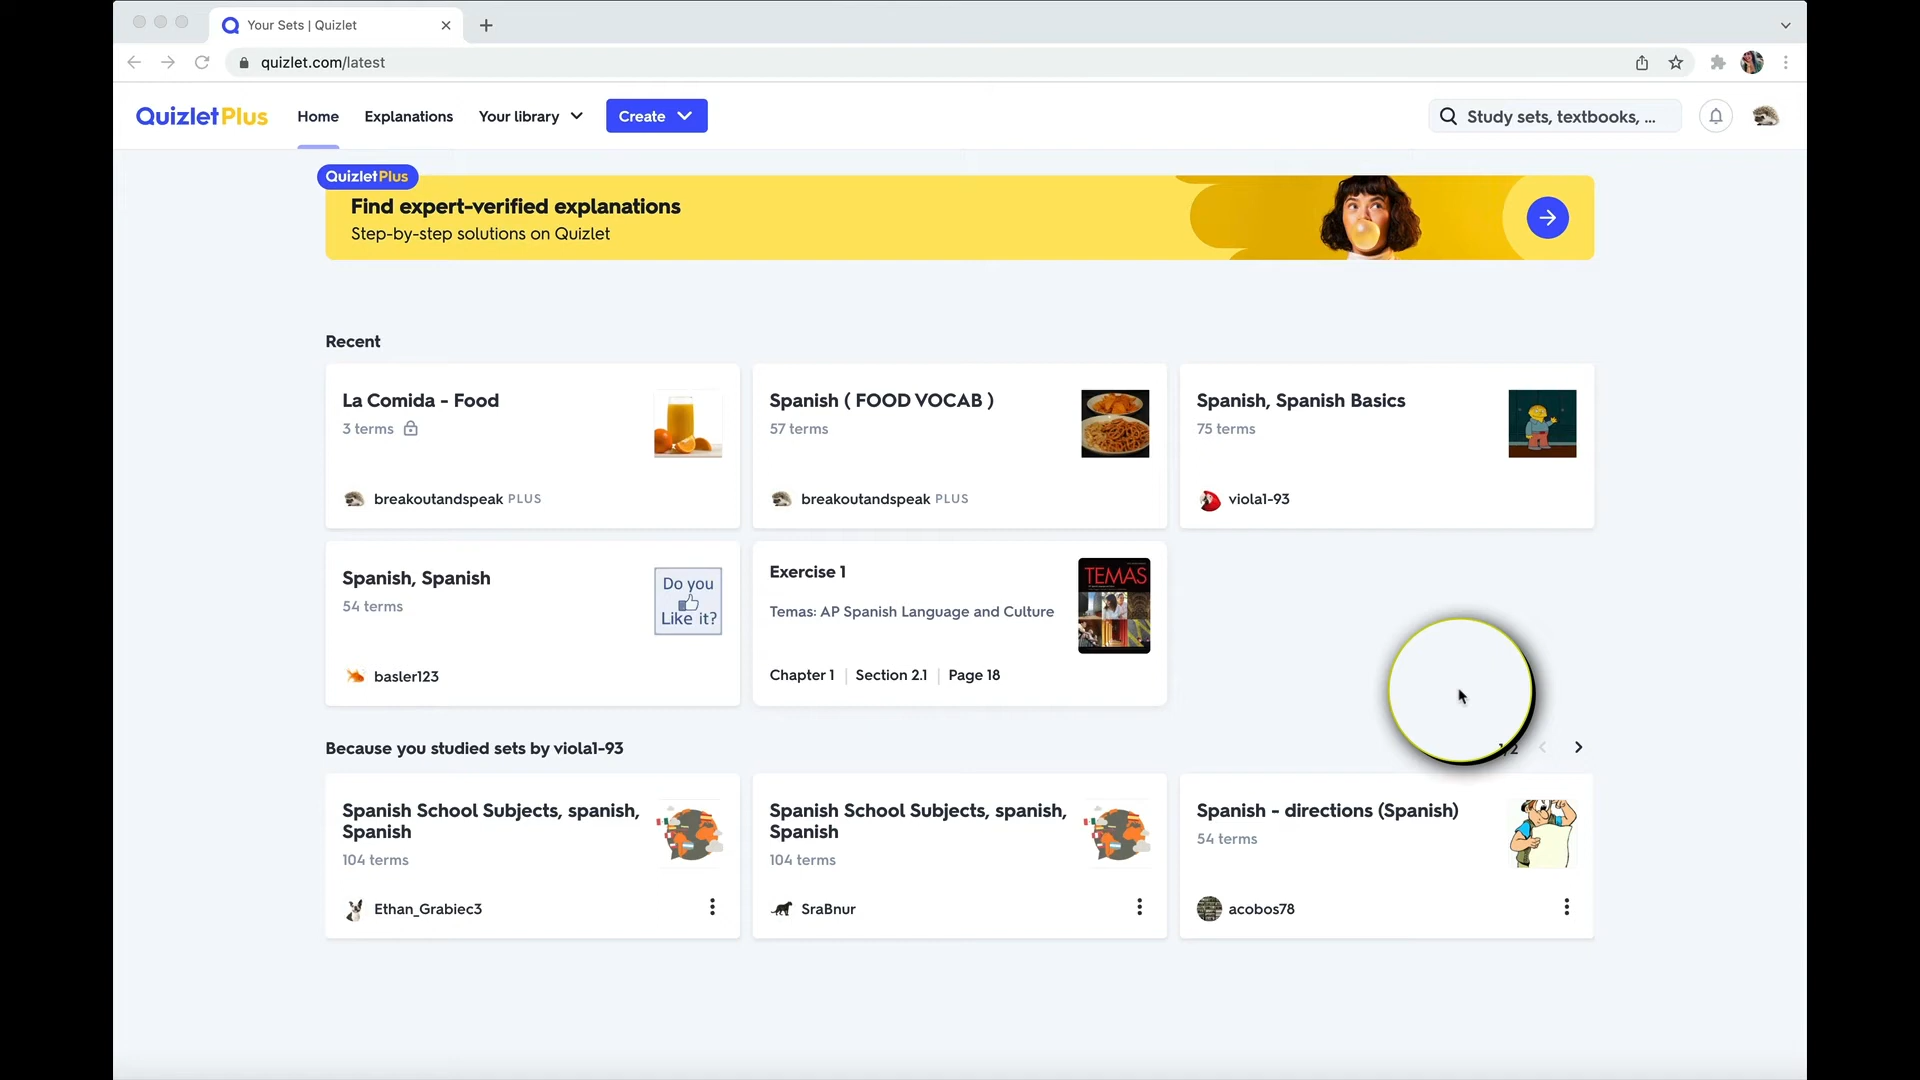 Your Sets | Quizlet
quizlet.com/latest
QuizletPlus
Home
Explanations
Your library
Create
Study sets, textbooks, ...
QuizletPlus
Find expert-verified explanations
Step-by-step solutions on Quizlet
Recent
La Comida - Food
3 terms
breakoutandspeak PLUS
Spanish ( FOOD VOCAB )
57 terms
breakoutandspeak PLUS
Spanish, Spanish Basics
75 terms
viola1-93
Spanish, Spanish
54 terms
Do you
Like it?
basler123
Exercise 1
Temas: AP Spanish Language and Culture
TEMAS
Chapter 1 | Section 2.1 | Page 18
Because you studied sets by viola1-93
Spanish School Subjects, spanish,
Spanish
104 terms
Ethan_Grabiec3
Spanish School Subjects, spanish,
Spanish
104 terms
SraBnur
Spanish - directions (Spanish)
54 terms
acobos78